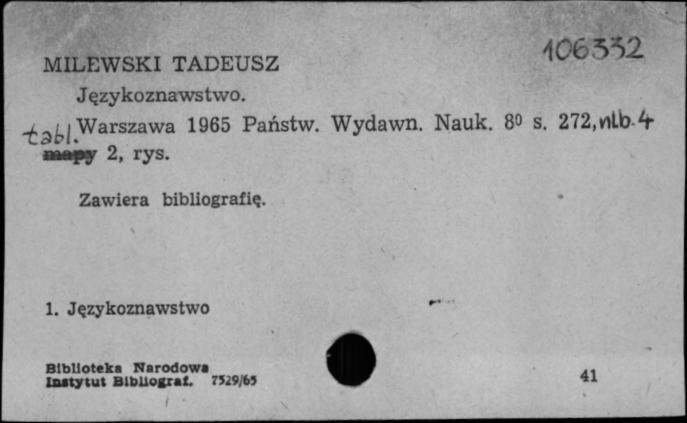 106332
MILEWSKI TADEUSZ
Językoznawstwo.
Warszawa 1965 Państw. Wydawn. Nauk. 8⁰ s. 272, nlb. 4
tabl. mapy 2, rys.
Zawiera bibliografię.
1. Językoznawstwo
Biblioteka Narodowa
Instytut Bibliograf. 7529/65
41